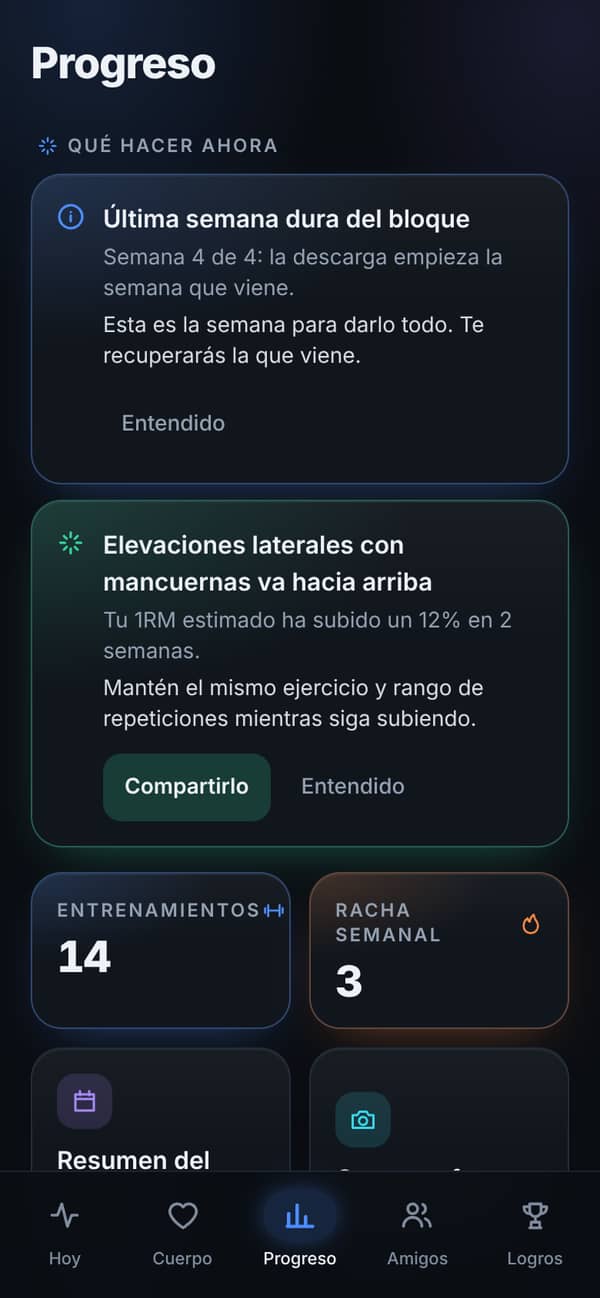 Progreso
QUÉ HACER AHORA
Última semana dura del bloque
Semana 4 de 4: la descarga empieza la
semana que viene.
Esta es la semana para darlo todo. Te
recuperarás la que viene.
Entendido
Elevaciones laterales con
mancuernas va hacia arriba
Tu 1RM estimado ha subido un 12% en 2
semanas.
Mantén el mismo ejercicio y rango de
repeticiones mientras siga subiendo.
Compartirlo
Entendido
ENTRENAMIENTOS
14
RACHA
SEMANAL
3
Resumen del
Hoy
Cuerpo
Progreso
Amigos
Logros